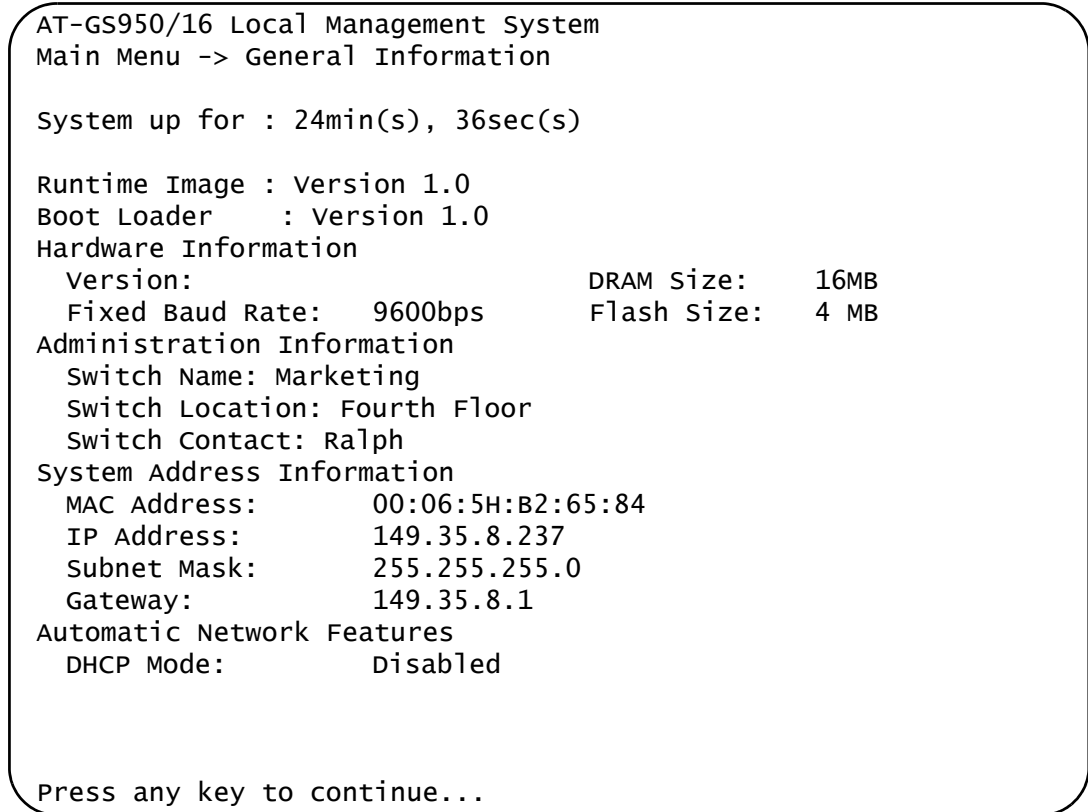 AT-GS950/16 Local Management System
Main Menu -> General Information
System up for : 24min(s), 36sec(s)
Runtime Image : Version 1.0
Boot Loader    : Version 1.0
Hardware Information
Version:                          DRAM Size:    16MB
Fixed Baud Rate:   9600bps       Flash Size:   4 MB
Administration Information
Switch Name: Marketing
Switch Location: Fourth Floor
Switch Contact: Ralph
System Address Information
MAC Address:       00:06:5H:B2:65:84
IP Address:        149.35.8.237
Subnet Mask:       255.255.255.0
Gateway:           149.35.8.1
Automatic Network Features
DHCP Mode:         Disabled
Press any key to continue...